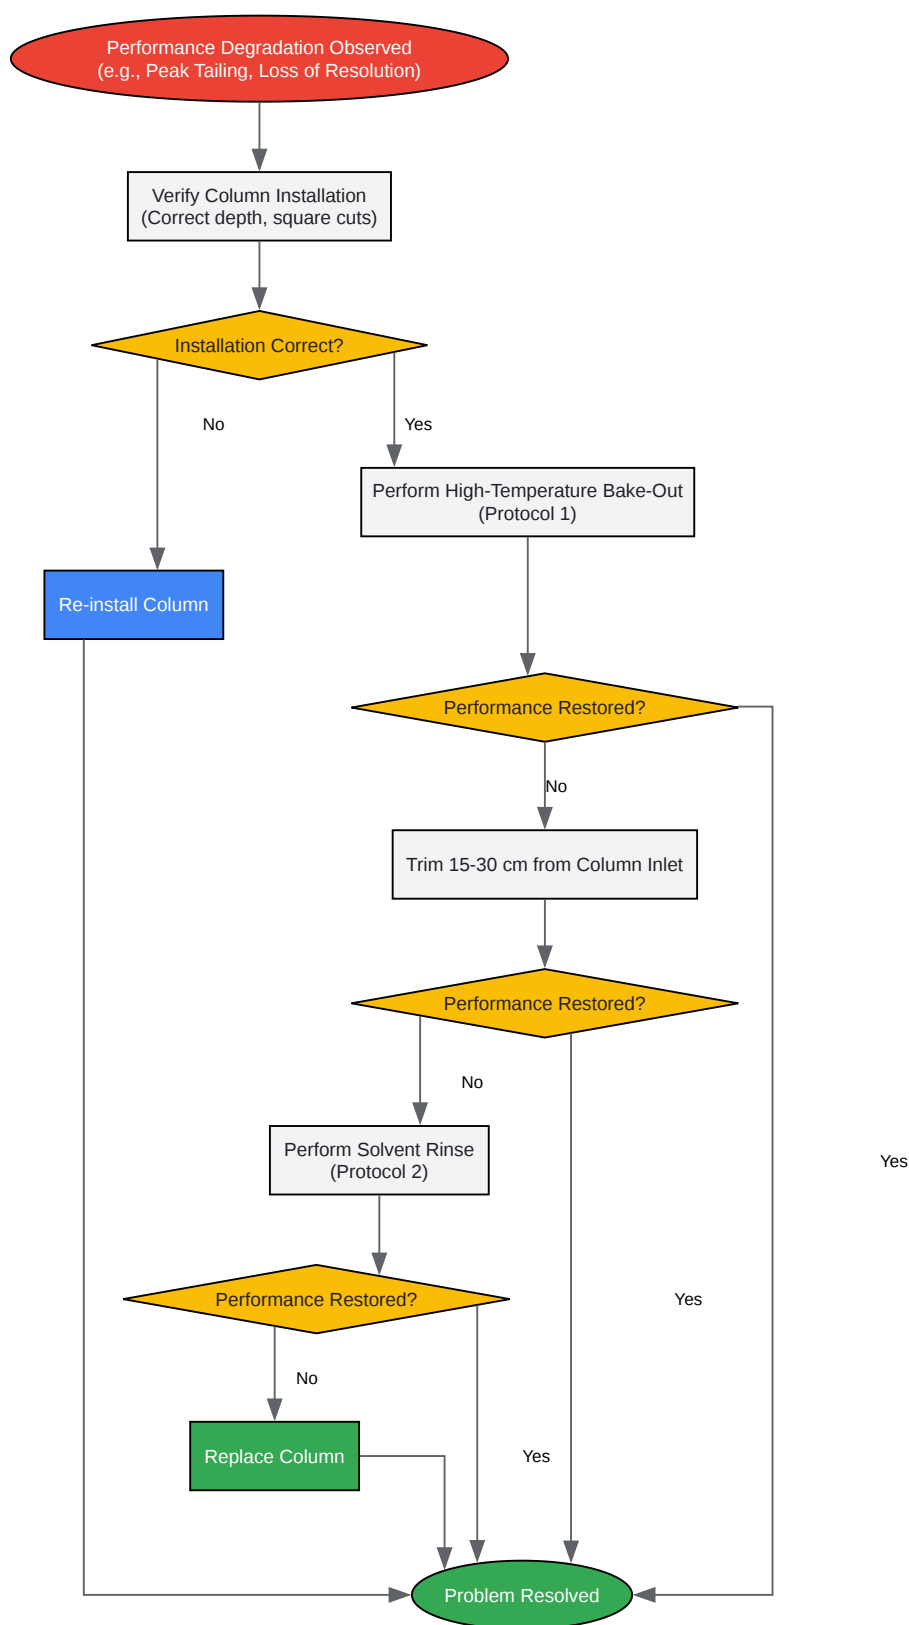 Performance Degradation Observed
(e.g., Peak Tailing, Loss of Resolution)
Verify Column Installation
(Correct depth, square cuts)
Installation Correct?
No
Yes
Perform High-Temperature Bake-Out
(Protocol 1)
Re-install Column
Performance Restored?
No
Trim 15-30 cm from Column Inlet
Performance Restored?
No
Perform Solvent Rinse
(Protocol 2)
Yes
Performance Restored?
Yes
No
Replace Column
Yes
Problem Resolved